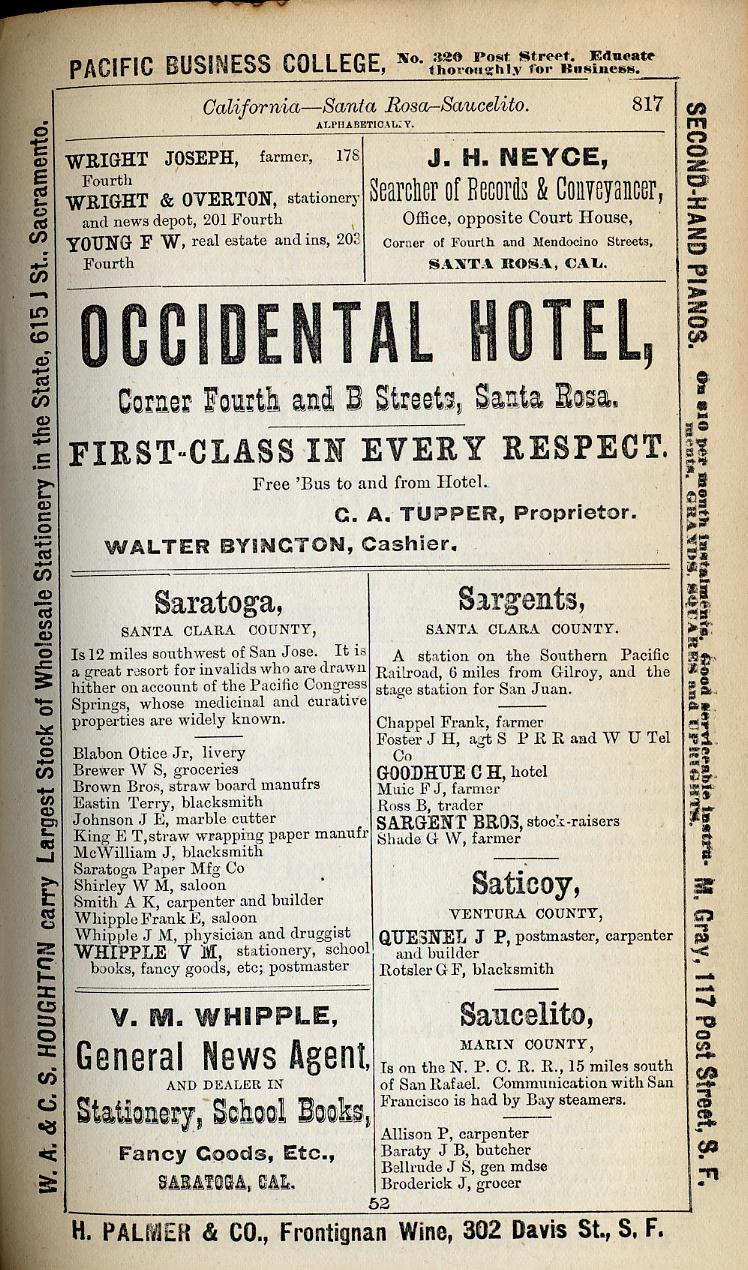 PACIFIC BUSINESS COLLEGE, No. 320 Post Street. Educate
thoroughly for Business.
California—Santa Rosa–Saucelito. 817
ALPHABETICALLY.
WRIGHT JOSEPH, farmer, 178
Fourth
WRIGHT & OVERTON, stationery
and news depot, 201 Fourth
YOUNG F W, real estate and ins, 203
Fourth
J. H. NEYCE,
Searcher of Records & Conveyancer,
Office, opposite Court House,
Corner of Fourth and Mendocino Streets,
SANTA ROSA, CAL.
OCCIDENTAL HOTEL,
Corner Fourth and B Streets, Santa Rosa.
FIRST-CLASS IN EVERY RESPECT.
Free 'Bus to and from Hotel.
C. A. TUPPER, Proprietor.
WALTER BYINGTON, Cashier.
Saratoga,
SANTA CLARA COUNTY,
Is 12 miles southwest of San Jose. It is
a great resort for invalids who are drawn
hither on account of the Pacific Congress
Springs, whose medicinal and curative
properties are widely known.
Blabon Otice Jr, livery
Brewer W S, groceries
Brown Bros, straw board manufrs
Eastin Terry, blacksmith
Johnson J E, marble cutter
King E T, straw wrapping paper manufr
McWilliam J, blacksmith
Saratoga Paper Mfg Co
Shirley W M, saloon
Smith A K, carpenter and builder
Whipple Frank E, saloon
Whipple J M, physician and druggist
WHIPPLE V M, stationery, school
books, fancy goods, etc; postmaster
V. M. WHIPPLE,
General News Agent,
AND DEALER IN
Stationery, School Books,
Fancy Goods, Etc.,
SARATOGA, CAL.
Sargents,
SANTA CLARA COUNTY.
A station on the Southern Pacific
Railroad, 6 miles from Gilroy, and the
stage station for San Juan.
Chappel Frank, farmer
Foster J H, agt S P R R and W U Tel
Co
GOODHUE C H, hotel
Muic F J, farmer
Ross B, trader
SARGENT BROS, stock-raisers
Shade G W, farmer
Saticoy,
VENTURA COUNTY,
QUESNEL J P, postmaster, carpenter
and builder
Rotsler G F, blacksmith
Saucelito,
MARIN COUNTY,
Is on the N. P. C. R. R., 15 miles south
of San Rafael. Communication with San
Francisco is had by Bay steamers.
Allison P, carpenter
Baraty J B, butcher
Bellrude J S, gen mdse
Broderick J, grocer
52
H. PALMER & CO., Frontignan Wine, 302 Davis St., S. F.
W. A. & C. S. HOUGHTON carry Largest Stock of Wholesale Stationery in the State, 615 J St., Sacramento.
SECOND-HAND PIANOS. On $10 per month instalments. Good serviceable instru-
ments. GRANDS, SQUARES and UPRIGHTS.
M. Gray, 117 Post Street, S. F.